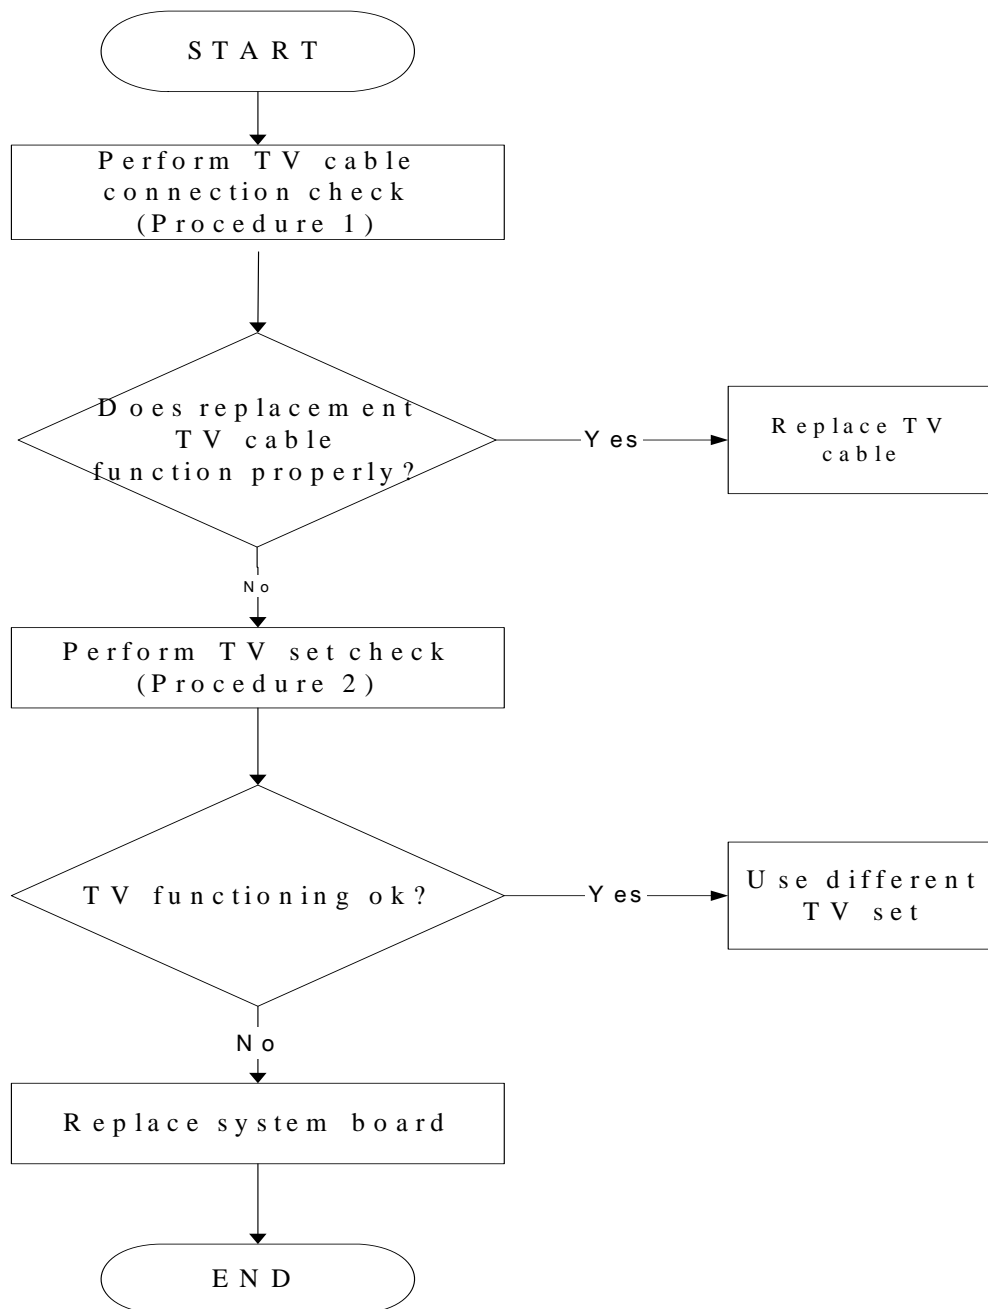 START
Perform TV cable
connection check
(Procedure 1)
Does replacement
TV cable
function properly?
Yes
Replace TV
cable
No
Perform TV set check
(Procedure 2)
TV functioning ok?
Yes
Use different
TV set
No
Replace system board
END